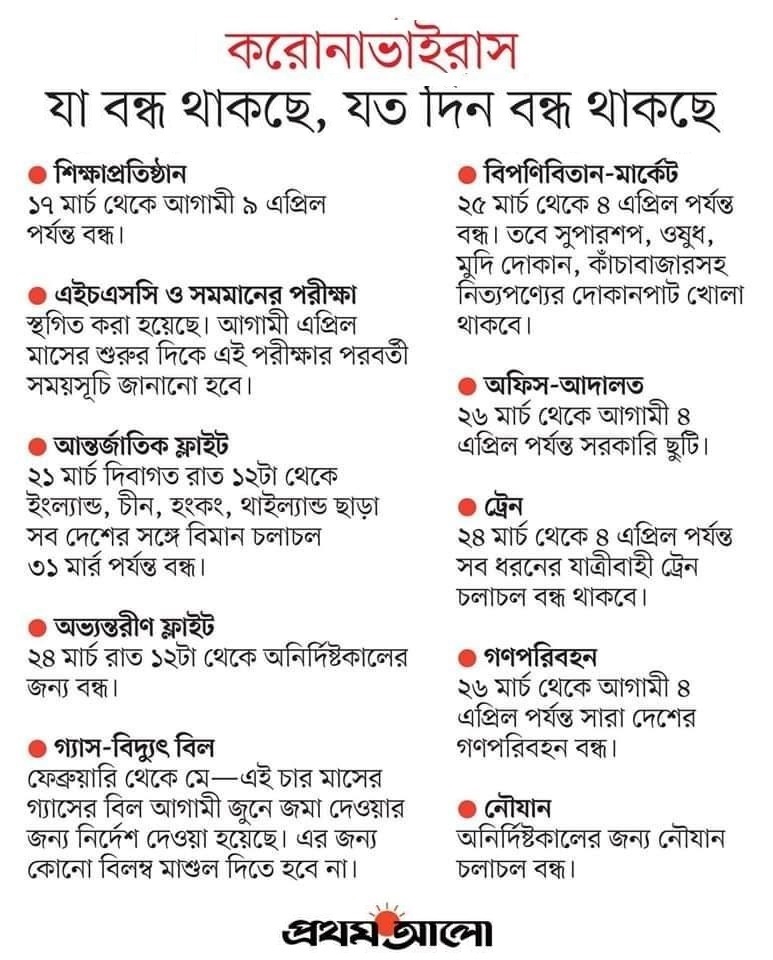 করোনাভাইরাস
যা বন্ধ থাকছে, যত দিন বন্ধ থাকছে
শিক্ষাপ্রতিষ্ঠান
১৭ মার্চ থেকে আগামী ৯ এপ্রিল
পর্যন্ত বন্ধ।
এইচএসসি ও সমমানের পরীক্ষা
স্থগিত করা হয়েছে। আগামী এপ্রিল
মাসের শুরুর দিকে এই পরীক্ষার পরবর্তী
সময়সূচি জানানো হবে।
আন্তর্জাতিক ফ্লাইট
২১ মার্চ দিবাগত রাত ১২টা থেকে
ইংল্যান্ড, চীন, হংকং, থাইল্যান্ড ছাড়া
সব দেশের সঙ্গে বিমান চলাচল
৩১ মার্র পর্যন্ত বন্ধ।
অভ্যন্তরীণ ফ্লাইট
২৪ মার্চ রাত ১২টা থেকে অনির্দিষ্টকালের
জন্য বন্ধ।
গ্যাস-বিদ্যুৎ বিল
ফেব্রুয়ারি থেকে মে—এই চার মাসের
গ্যাসের বিল আগামী জুনে জমা দেওয়ার
জন্য নির্দেশ দেওয়া হয়েছে। এর জন্য
কোনো বিলম্ব মাশুল দিতে হবে না।
বিপণিবিতান-মার্কেট
২৫ মার্চ থেকে ৪ এপ্রিল পর্যন্ত
বন্ধ। তবে সুপারশপ, ওষুধ,
মুদি দোকান, কাঁচাবাজারসহ
নিত্যপণ্যের দোকানপাট খোলা
থাকবে।
অফিস-আদালত
২৬ মার্চ থেকে আগামী ৪
এপ্রিল পর্যন্ত সরকারি ছুটি।
ট্রেন
২৪ মার্চ থেকে ৪ এপ্রিল পর্যন্ত
সব ধরনের যাত্রীবাহী ট্রেন
চলাচল বন্ধ থাকবে।
গণপরিবহন
২৬ মার্চ থেকে আগামী ৪
এপ্রিল পর্যন্ত সারা দেশের
গণপরিবহন বন্ধ।
নৌযান
অনির্দিষ্টকালের জন্য নৌযান
চলাচল বন্ধ।
প্রথম আলো